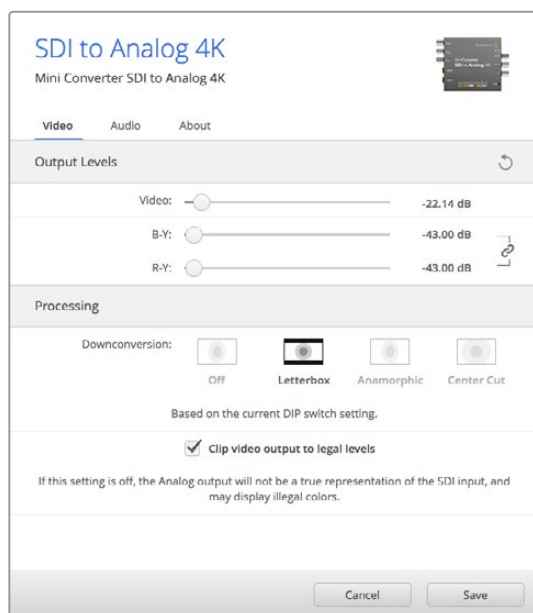 SDI to Analog 4K
Mini Converter SDI to Analog 4K
Video Audio About
Output Levels
Video: -22.14 dB
B-Y: -43.00 dB
R-Y: -43.00 dB
Processing
Downconversion:
Off Letterbox Anamorphic Center Cut
Based on the current DIP switch setting.
Clip video output to legal levels
If this setting is off, the Analog output will not be a true representation of the SDI input, and
may display illegal colors.
Cancel Save